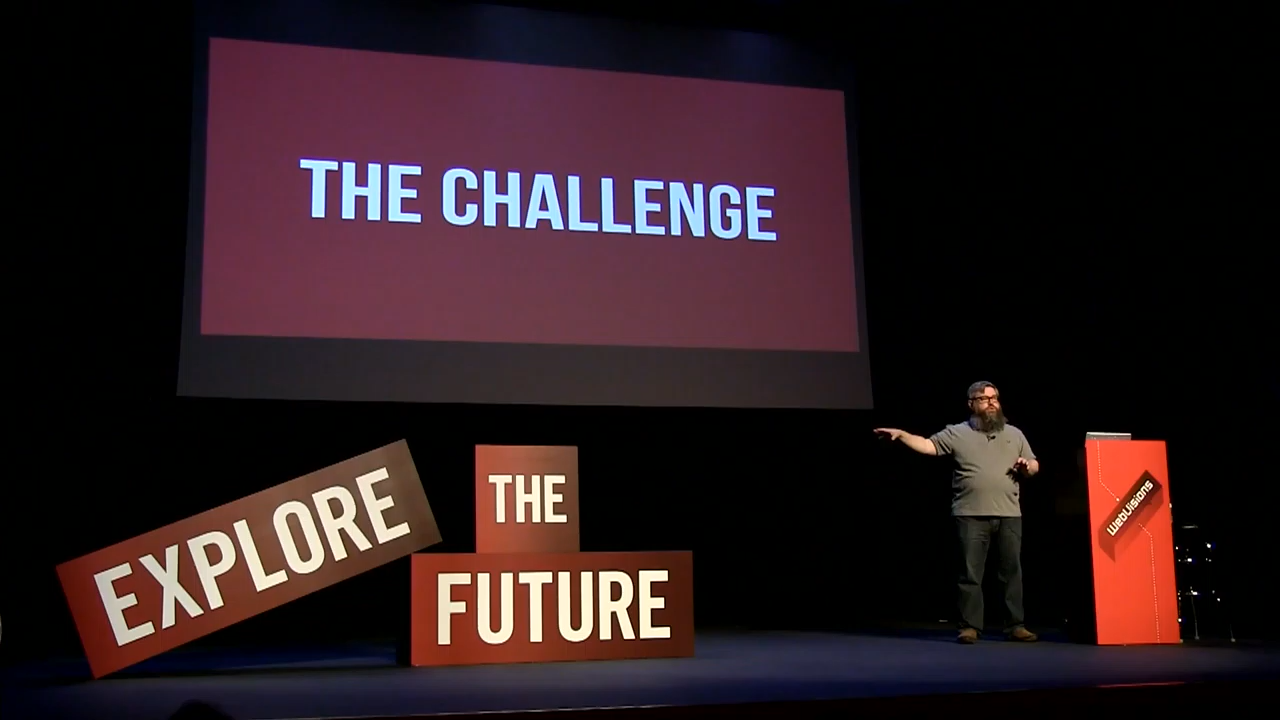 THE CHALLENGE
EXPLORE
THE
FUTURE
WebVisions